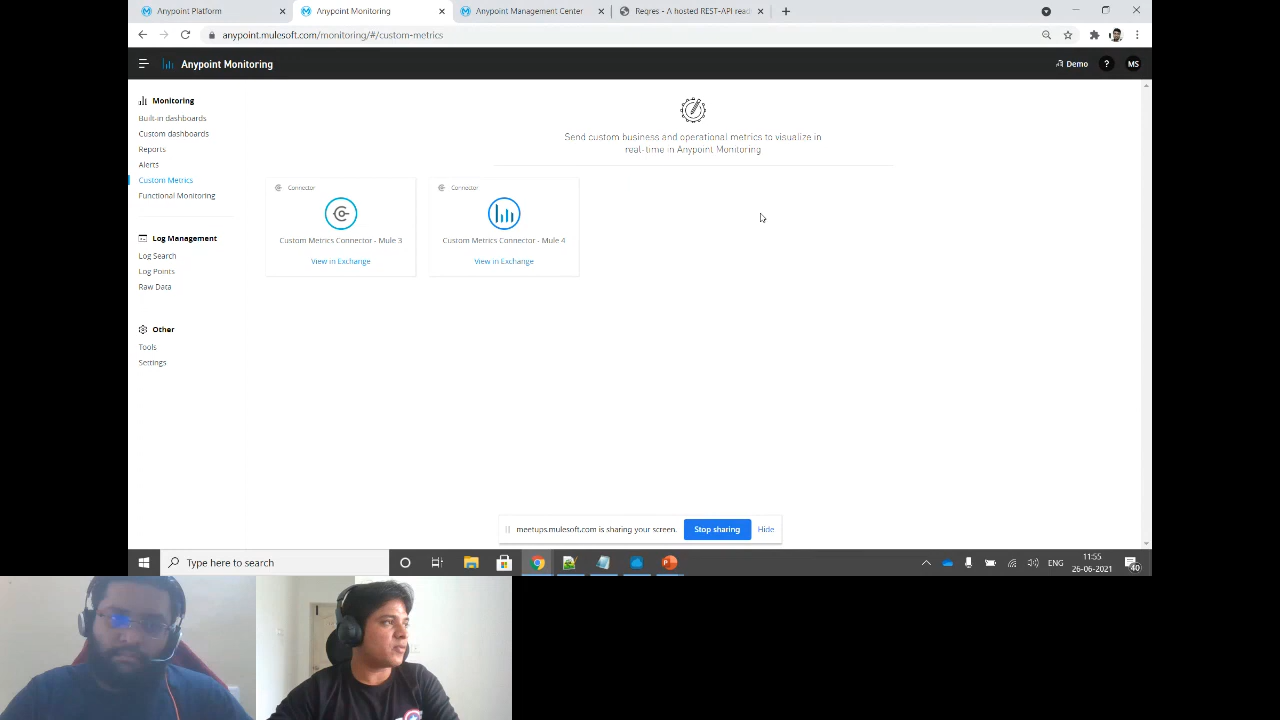 Anypoint Platform
Anypoint Monitoring
Anypoint Management Center
Reqres - A hosted REST-API read
anypoint.mulesoft.com/monitoring/#/custom-metrics
Anypoint Monitoring
Demo
?
MS
Monitoring
Built-in dashboards
Custom dashboards
Reports
Alerts
Custom Metrics
Functional Monitoring
Log Management
Log Search
Log Points
Raw Data
Other
Tools
Settings
Send custom business and operational metrics to visualize in
real-time in Anypoint Monitoring
Connector
Custom Metrics Connector - Mule 3
View in Exchange
Connector
Custom Metrics Connector - Mule 4
View in Exchange
meetups.mulesoft.com is sharing your screen.
Stop sharing
Hide
Type here to search
ENG
11:55
26-06-2021
40